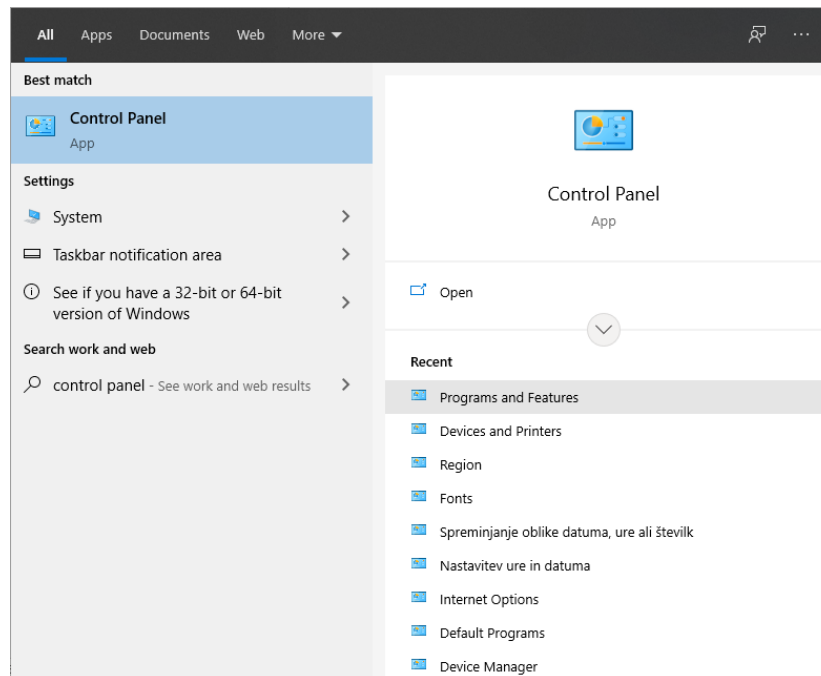 All Apps Documents Web More
Best match
Control Panel
App
Settings
System
Taskbar notification area
See if you have a 32-bit or 64-bit
version of Windows
Search work and web
control panel - See work and web results
Control Panel
App
Open
Recent
Programs and Features
Devices and Printers
Region
Fonts
Spreminjanje oblike datuma, ure ali številk
Nastavitev ure in datuma
Internet Options
Default Programs
Device Manager